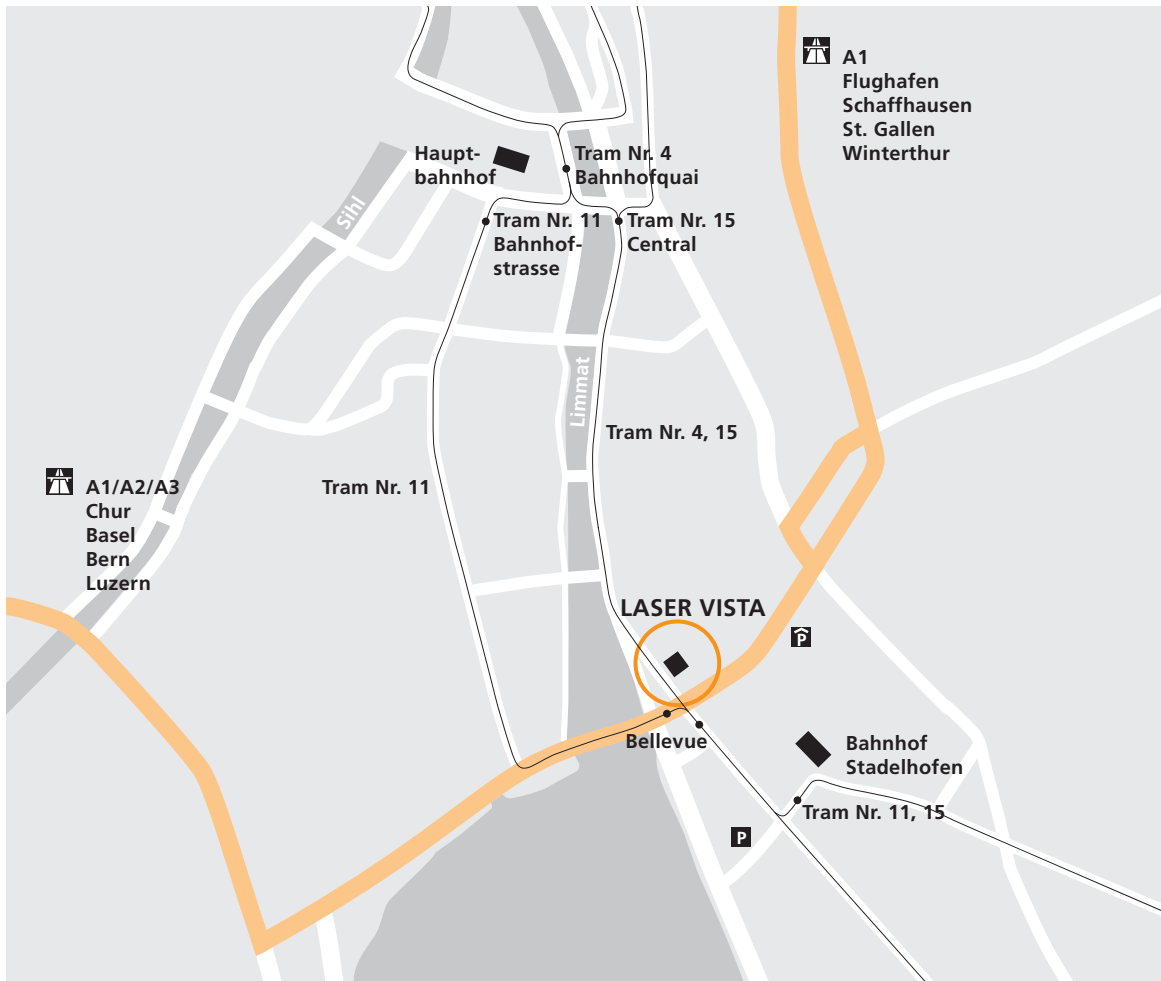 A1
Flughafen
Schaffhausen
St. Gallen
Winterthur
Haupt-
bahnhof
Tram Nr. 4
Bahnhofquai
Sihl
Tram Nr. 11
Bahnhof-
strasse
Tram Nr. 15
Central
Limmat
Tram Nr. 4, 15
A1/A2/A3
Chur
Basel
Bern
Luzern
Tram Nr. 11
LASER VISTA
P
Bellevue
Bahnhof
Stadelhofen
Tram Nr. 11, 15
P